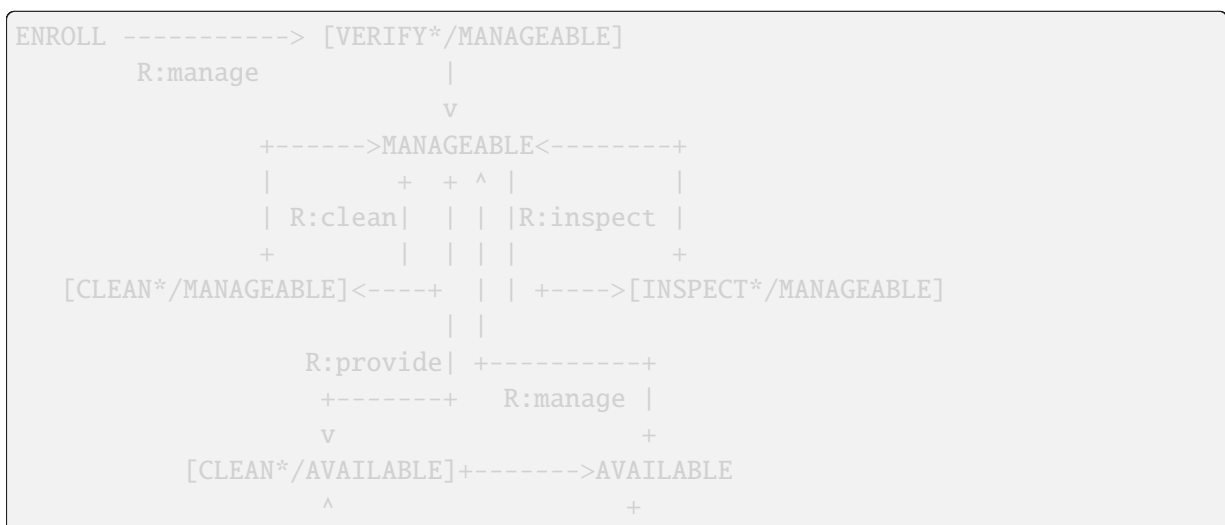 ENROLL -----------> [VERIFY*/MANAGEABLE]
        R:manage            |
                            v
                +------>MANAGEABLE<--------+
                |        +  + ^ |          |
                | R:clean|  | | |R:inspect |
                +        |  | | |          +
   [CLEAN*/MANAGEABLE]<----+  | | +---->[INSPECT*/MANAGEABLE]
                            | |
                   R:provide| +----------+
                    +-------+   R:manage |
                    v                    +
           [CLEAN*/AVAILABLE]+------->AVAILABLE
                    ^                   +